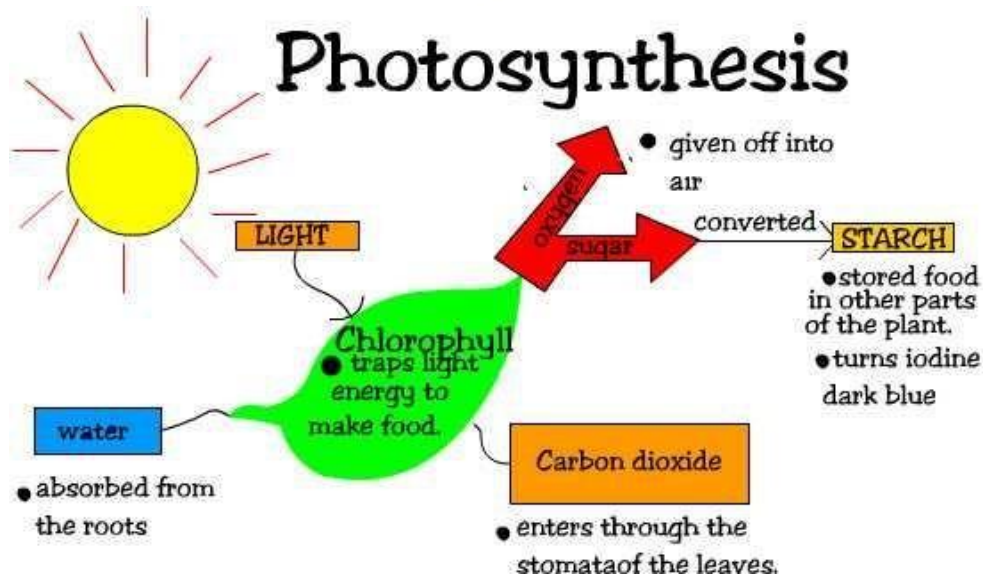 Photosynthesis
oxygen
given off into
air
LIGHT
sugar
converted
STARCH
stored food
in other parts
of the plant.
turns iodine
dark blue
Chlorophyll
traps light
energy to
make food.
water
absorbed from
the roots
Carbon dioxide
enters through the
stomataof the leaves.